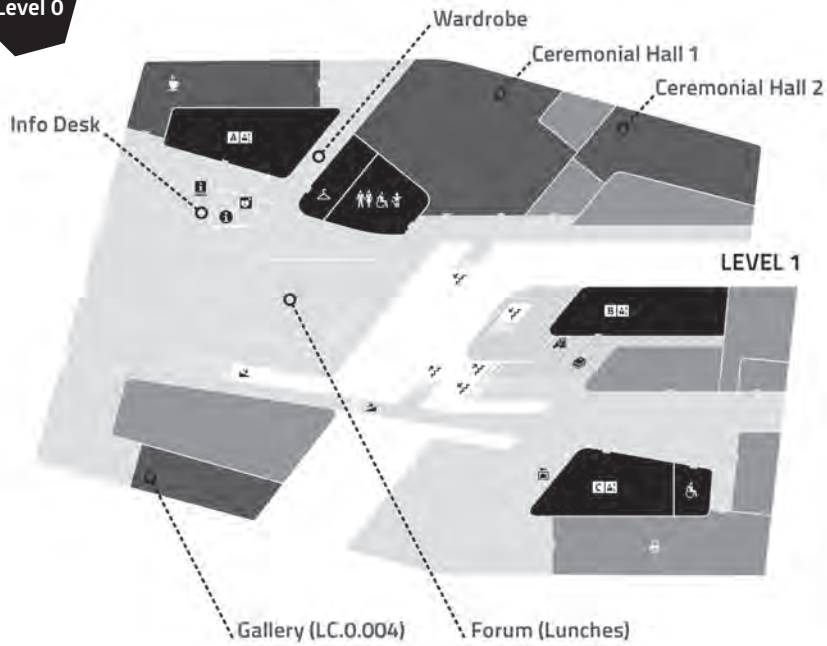 Level 0
Wardrobe
Ceremonial Hall 1
Ceremonial Hall 2
Info Desk
A
LEVEL 1
B
C
Gallery (LC.0.004)
Forum (Lunches)